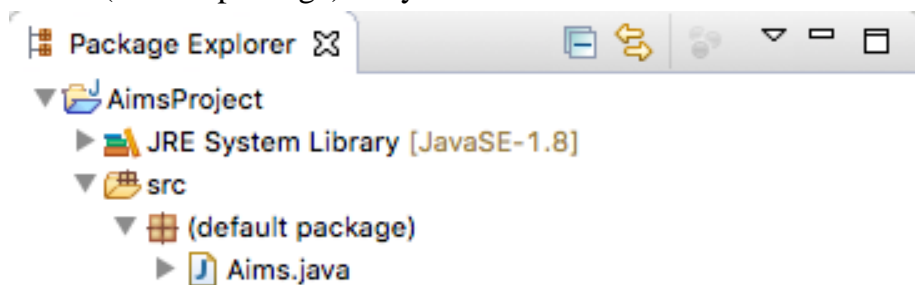 Package Explorer
AimsProject
JRE System Library [JavaSE-1.8]
src
(default package)
Aims.java